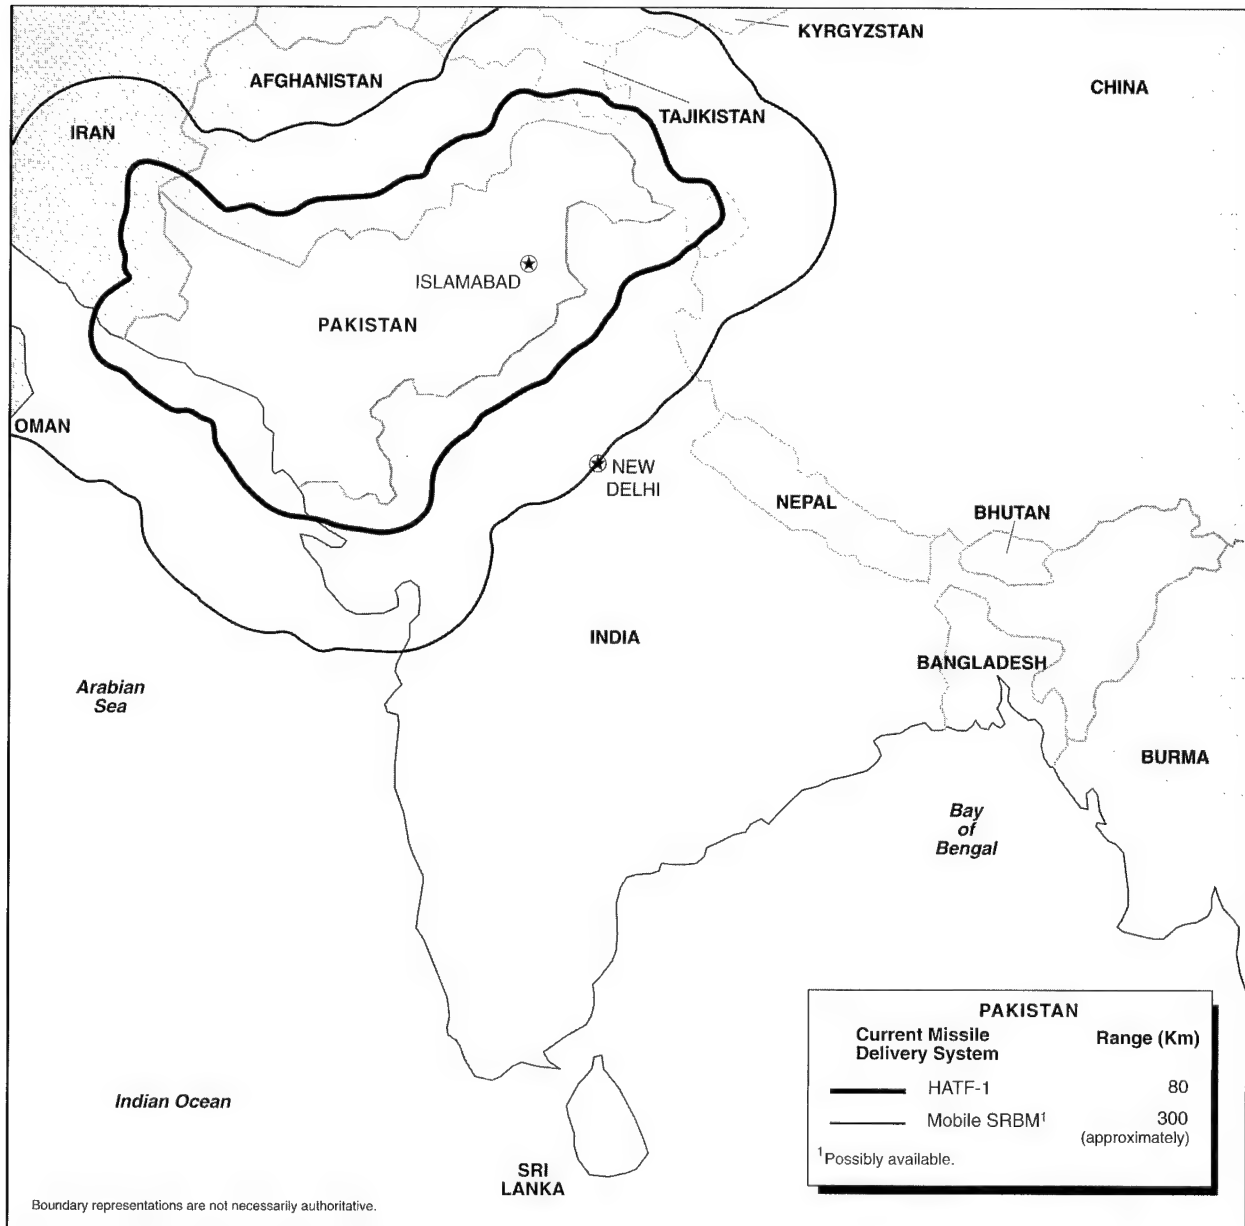 KYRGYZSTAN
AFGHANISTAN
CHINA
TAJIKISTAN
IRAN
ISLAMABAD
PAKISTAN
OMAN
NEW
DELHI
NEPAL
BHUTAN
INDIA
BANGLADESH
Arabian
Sea
BURMA
Bay
of
Bengal
PAKISTAN
Current Missile
Delivery System
Range (Km)
HATF-1
80
Mobile SRBM¹
300
(approximately)
¹Possibly available.
Indian Ocean
SRI
LANKA
Boundary representations are not necessarily authoritative.